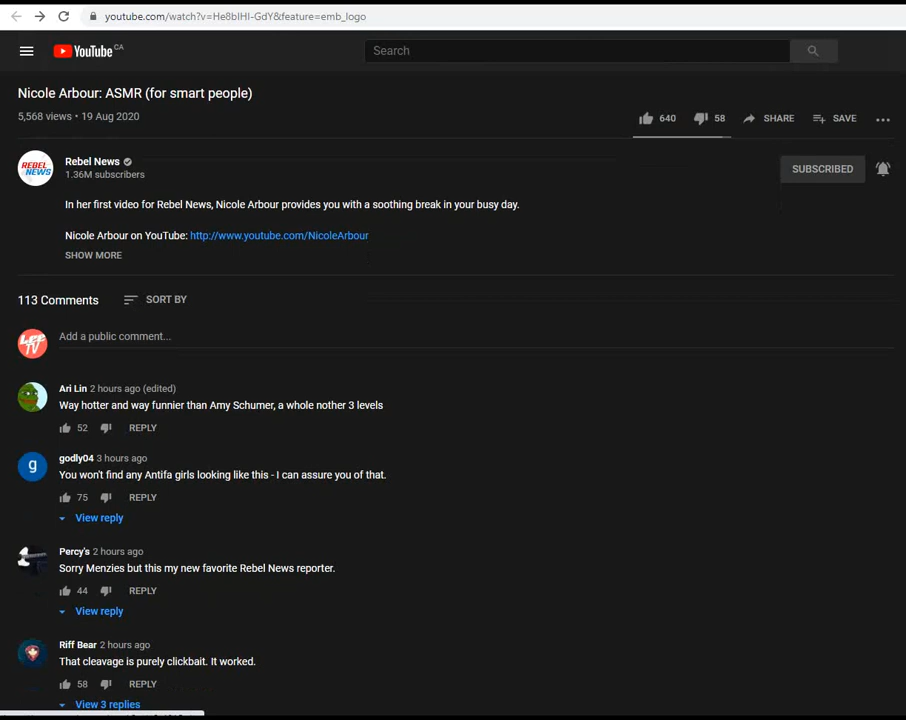 youtube.com/watch?v=He8bIHI-GdY&feature=emb_logo
YouTube CA
Search
Nicole Arbour: ASMR (for smart people)
5,568 views • 19 Aug 2020
640 58 SHARE SAVE
REBEL NEWS
Rebel News
1.36M subscribers
SUBSCRIBED
In her first video for Rebel News, Nicole Arbour provides you with a soothing break in your busy day.
Nicole Arbour on YouTube: http://www.youtube.com/NicoleArbour
SHOW MORE
113 Comments SORT BY
Add a public comment...
Ari Lin 2 hours ago (edited)
Way hotter and way funnier than Amy Schumer, a whole nother 3 levels
52 REPLY
g
godly04 3 hours ago
You won't find any Antifa girls looking like this - I can assure you of that.
75 REPLY
View reply
Percy's 2 hours ago
Sorry Menzies but this my new favorite Rebel News reporter.
44 REPLY
View reply
Riff Bear 2 hours ago
That cleavage is purely clickbait. It worked.
58 REPLY
View 3 replies